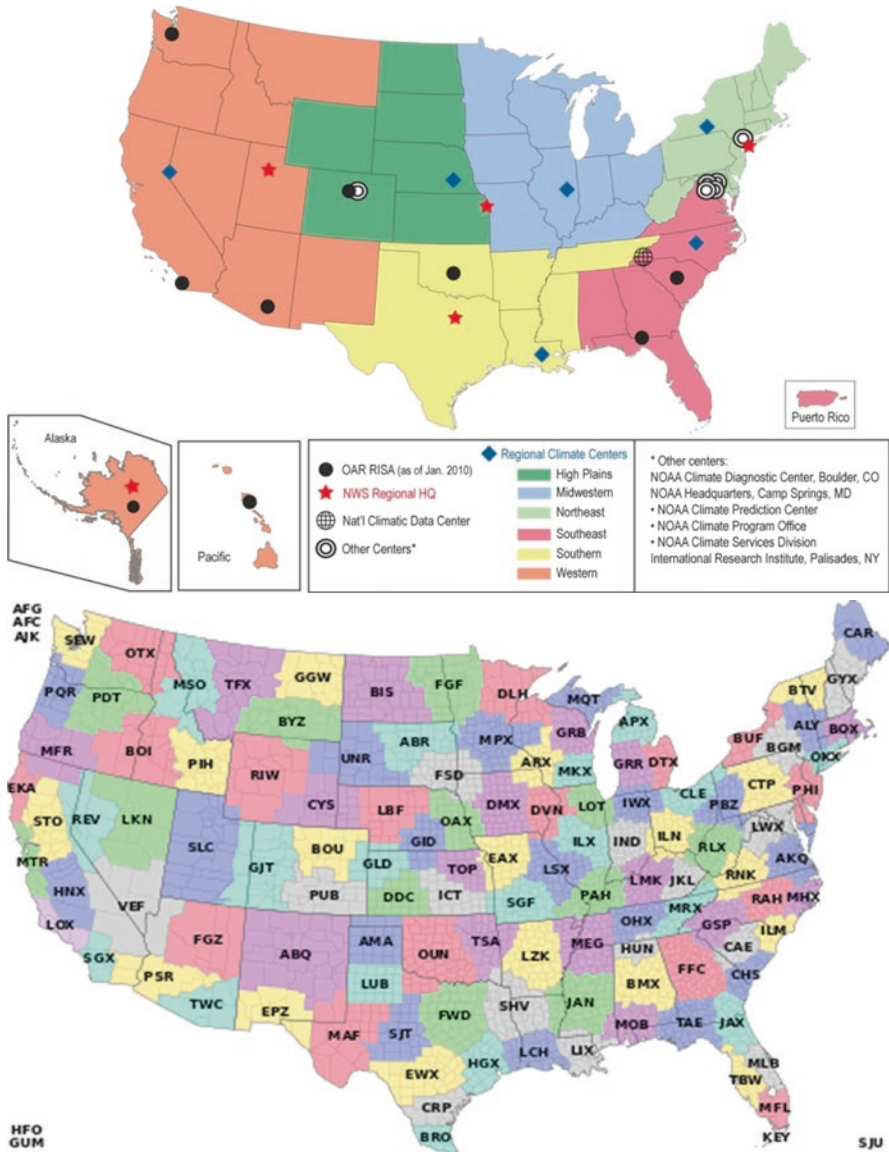 Puerto Rico
Alaska
Pacific
OAR RISA (as of Jan. 2010)
NWS Regional HQ
Nat'l Climatic Data Center
Other Centers*
Regional Climate Centers
High Plains
Midwestern
Northeast
Southeast
Southern
Western
* Other centers:
NOAA Climate Diagnostic Center, Boulder, CO
NOAA Headquarters, Camp Springs, MD
• NOAA Climate Prediction Center
• NOAA Climate Program Office
• NOAA Climate Services Division
International Research Institute, Palisades, NY
AFG
AFC
AJK
SEW
OTX
CAR
PQR
PDT
MSO
TFX
GGW
BIS
FGF
DLH
MQT
APX
BTV
GYX
BYZ
MFR
BOI
PIH
RIW
UNR
ABR
FSD
MPX
ARX
GRB
MKX
GRR
DTX
BUF
BGM
ALY
BOX
OKX
EKA
STO
REV
LKN
SLC
CYS
LBF
OAX
DMX
DVN
LOT
IWX
CLE
PBZ
CTP
PHI
MTR
HNX
GJT
BOU
GLD
GID
TOP
EAX
LSX
ILX
IND
ILN
RLX
LWX
AKQ
LOX
VEF
PUB
DDC
ICT
SGF
PAH
LMK
JKL
RNK
SGX
PSR
FGZ
ABQ
AMA
OUN
TSA
LZK
MEG
OHX
MRX
GSP
RAH
MHX
TWC
EPZ
LUB
HUN
BMX
FFC
CAE
ILM
CHS
MAF
SJT
FWD
SHV
JAN
MOB
TAE
JAX
EWX
HGX
LCH
LIX
MLB
TBW
CRP
BRO
MFL
KEY
HFO
GUM
SJU